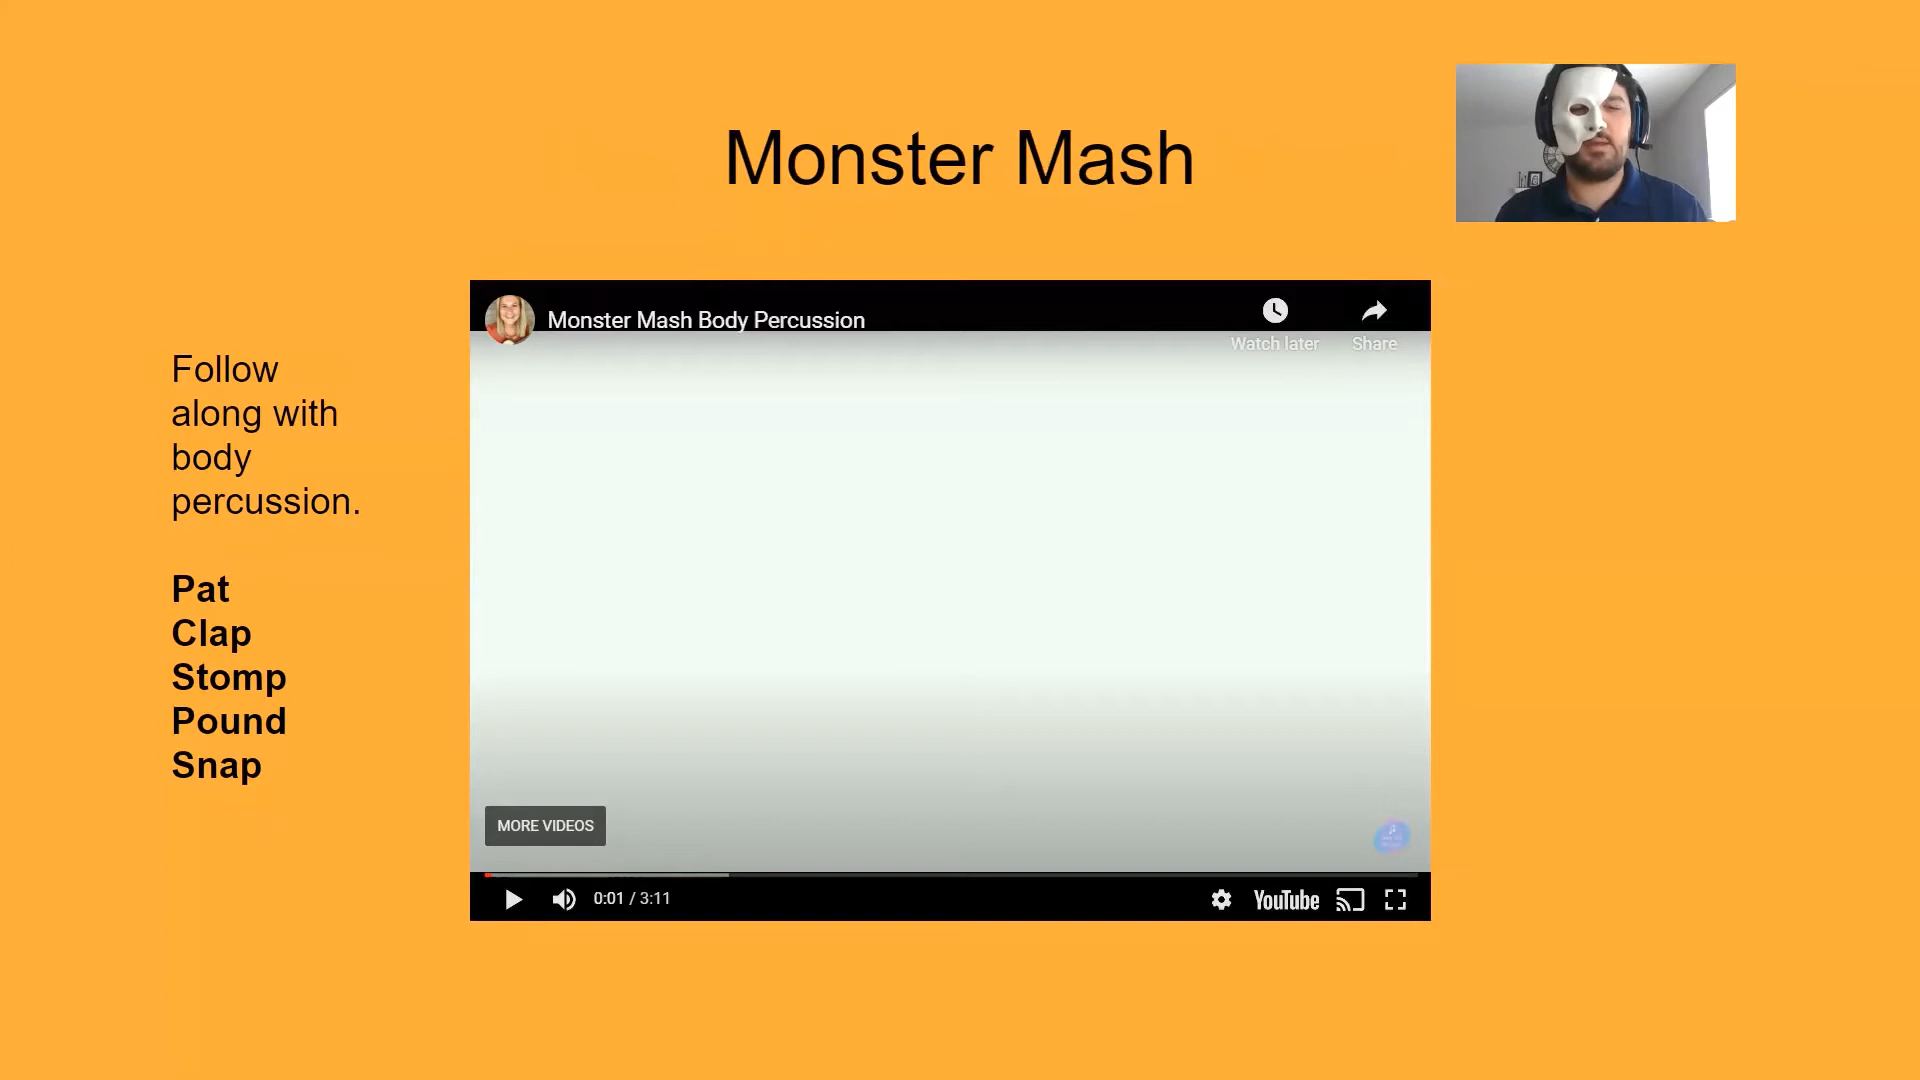 Monster Mash
Monster Mash Body Percussion
Watch later
Share
Follow
along with
body
percussion.
Pat
Clap
Stomp
Pound
Snap
MORE VIDEOS
0:01 / 3:11
YouTube